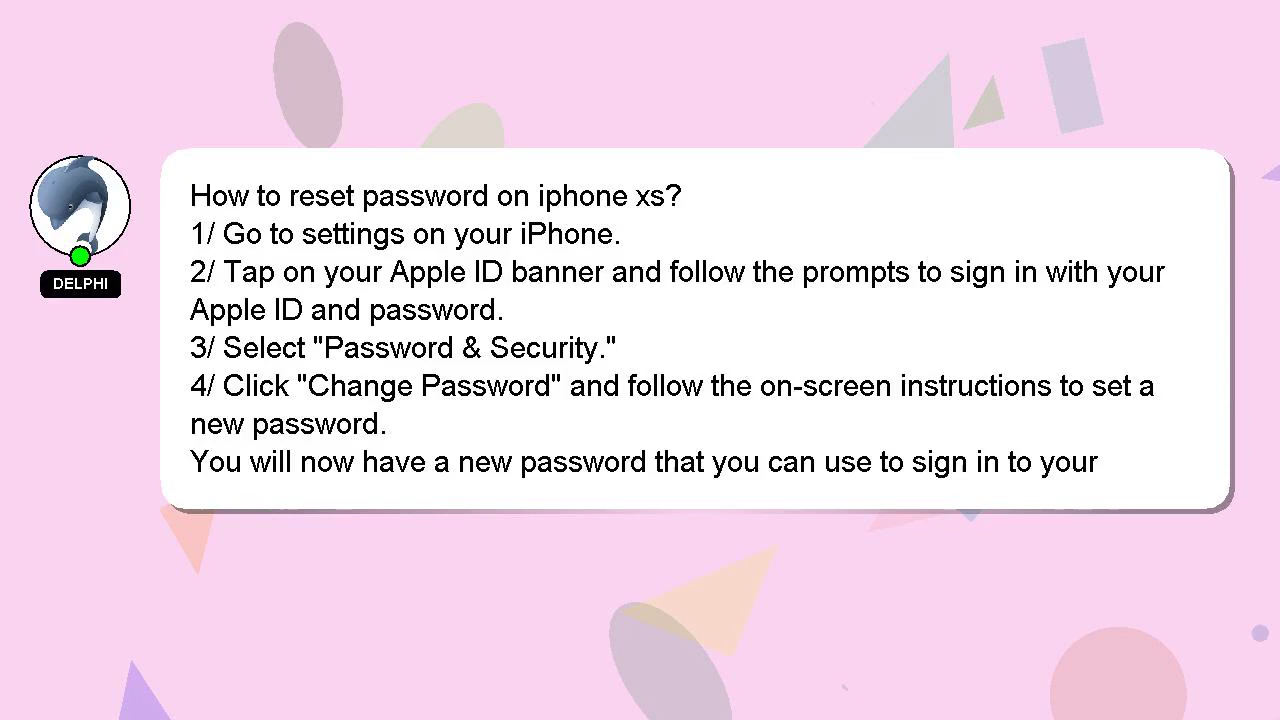 How to reset password on iphone xs?
1/ Go to settings on your iPhone.
2/ Tap on your Apple ID banner and follow the prompts to sign in with your
Apple ID and password.
3/ Select "Password & Security."
4/ Click "Change Password" and follow the on-screen instructions to set a
new password.
You will now have a new password that you can use to sign in to your
DELPHI